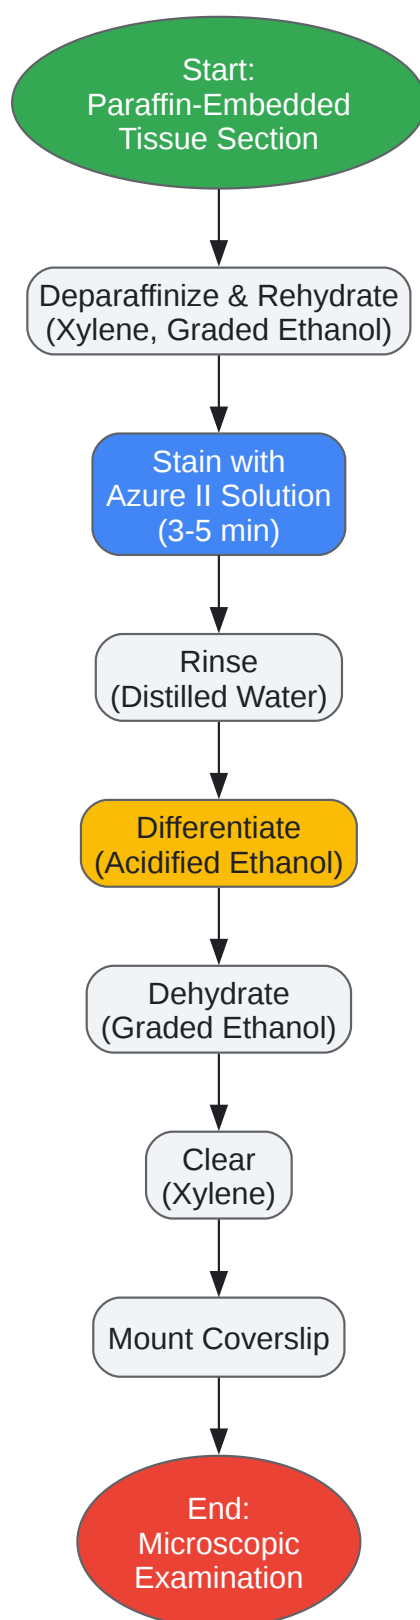 Start:
Paraffin-Embedded
Tissue Section
Deparaffinize & Rehydrate
(Xylene, Graded Ethanol)
Stain with
Azure II Solution
(3-5 min)
Rinse
(Distilled Water)
Differentiate
(Acidified Ethanol)
Dehydrate
(Graded Ethanol)
Clear
(Xylene)
Mount Coverslip
End:
Microscopic
Examination